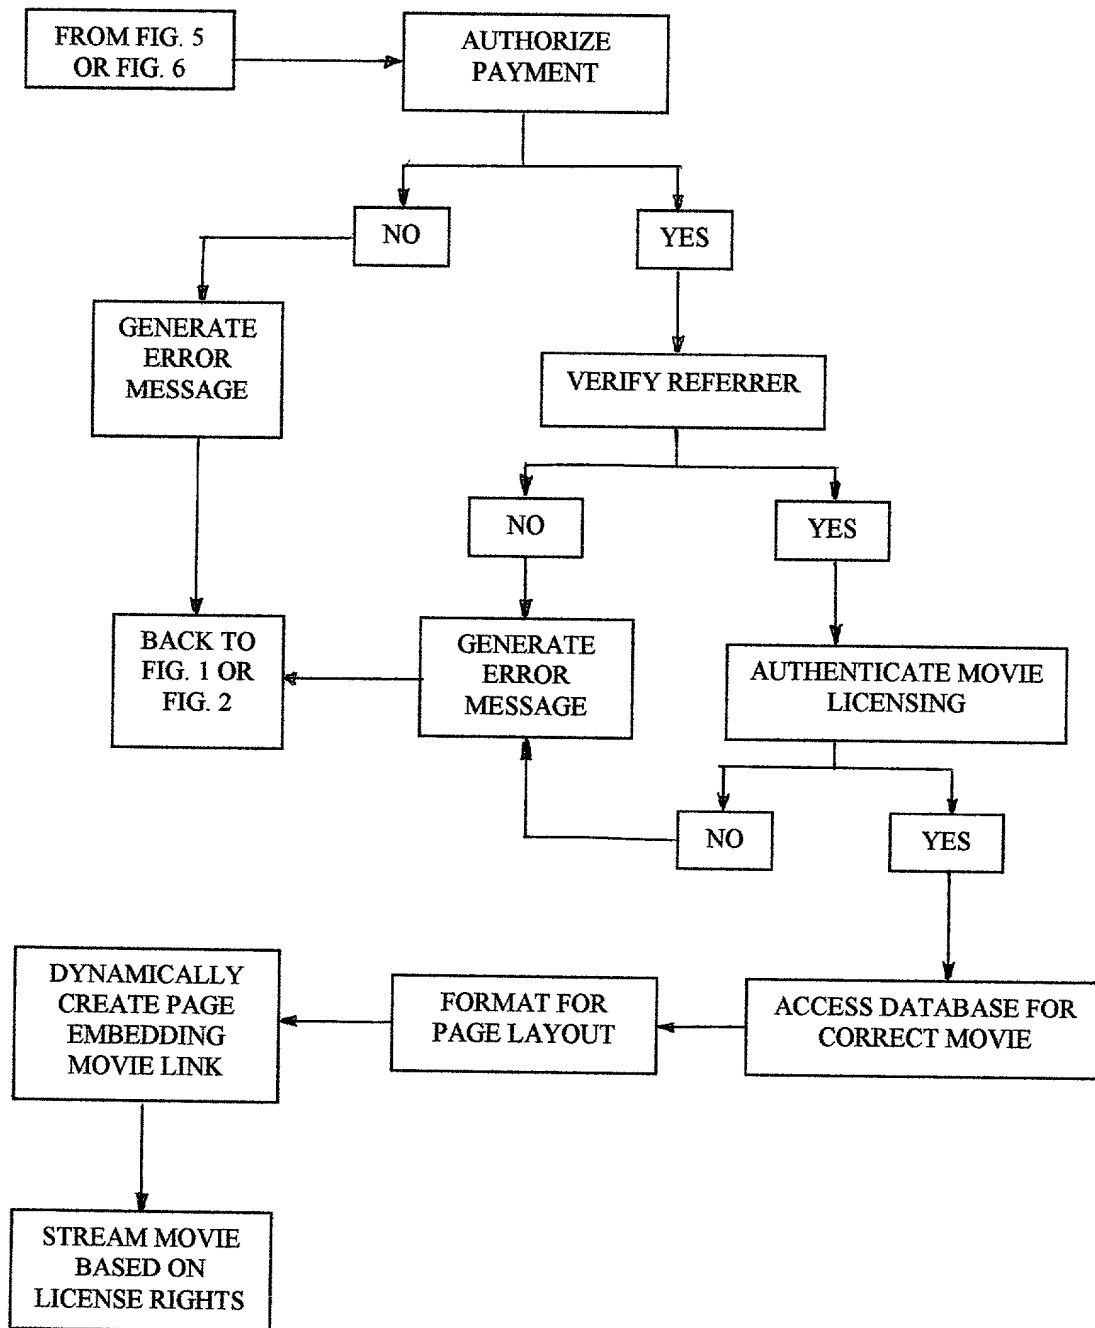 FROM FIG. 5
OR FIG. 6
AUTHORIZE
PAYMENT
NO
YES
GENERATE
ERROR
MESSAGE
VERIFY REFERRER
NO
YES
BACK TO
FIG. 1 OR
FIG. 2
GENERATE
ERROR
MESSAGE
AUTHENTICATE MOVIE
LICENSING
NO
YES
DYNAMICALLY
CREATE PAGE
EMBEDDING
MOVIE LINK
FORMAT FOR
PAGE LAYOUT
ACCESS DATABASE FOR
CORRECT MOVIE
STREAM MOVIE
BASED ON
LICENSE RIGHTS